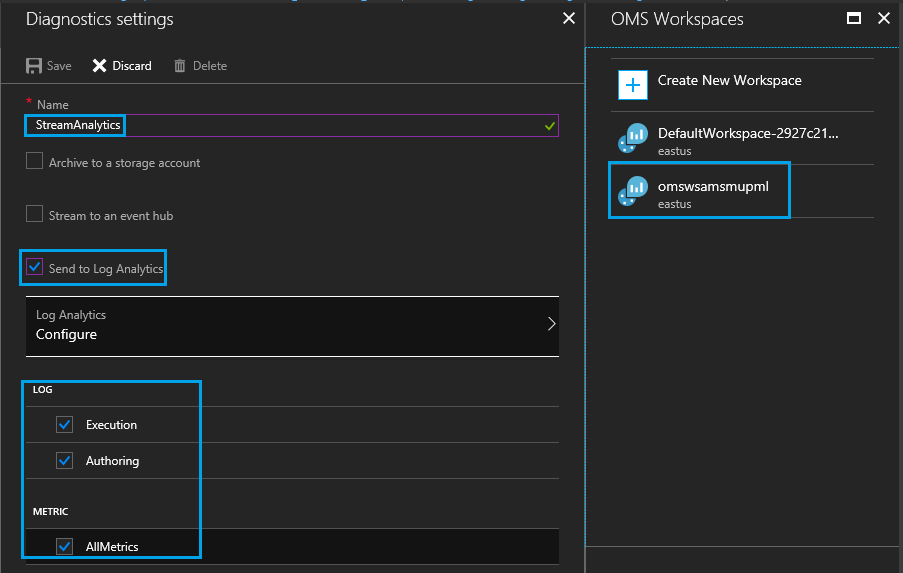 Diagnostics settings
Save Discard Delete
* Name
StreamAnalytics
Archive to a storage account
Stream to an event hub
Send to Log Analytics
Log Analytics
Configure
LOG
Execution
Authoring
METRIC
AllMetrics
OMS Workspaces
Create New Workspace
DefaultWorkspace-2927c21...
eastus
omswsamsmupml
eastus